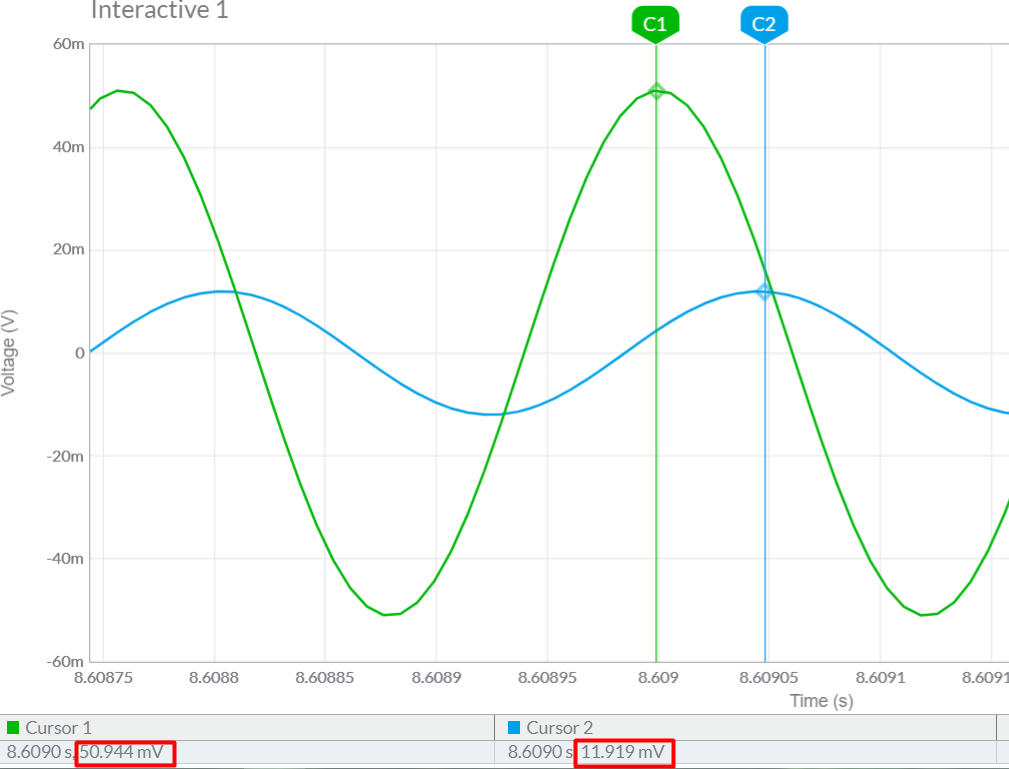 Interactive 1
C1
C2
60m
40m
20m
0
-20m
-40m
-60m
Voltage (V)
8.60875
8.6088
8.60885
8.6089
8.60895
8.609
8.60905
8.6091
8.6091
Time (s)
Cursor 1
8.6090 s, 50.944 mV
Cursor 2
8.6090 s 11.919 mV